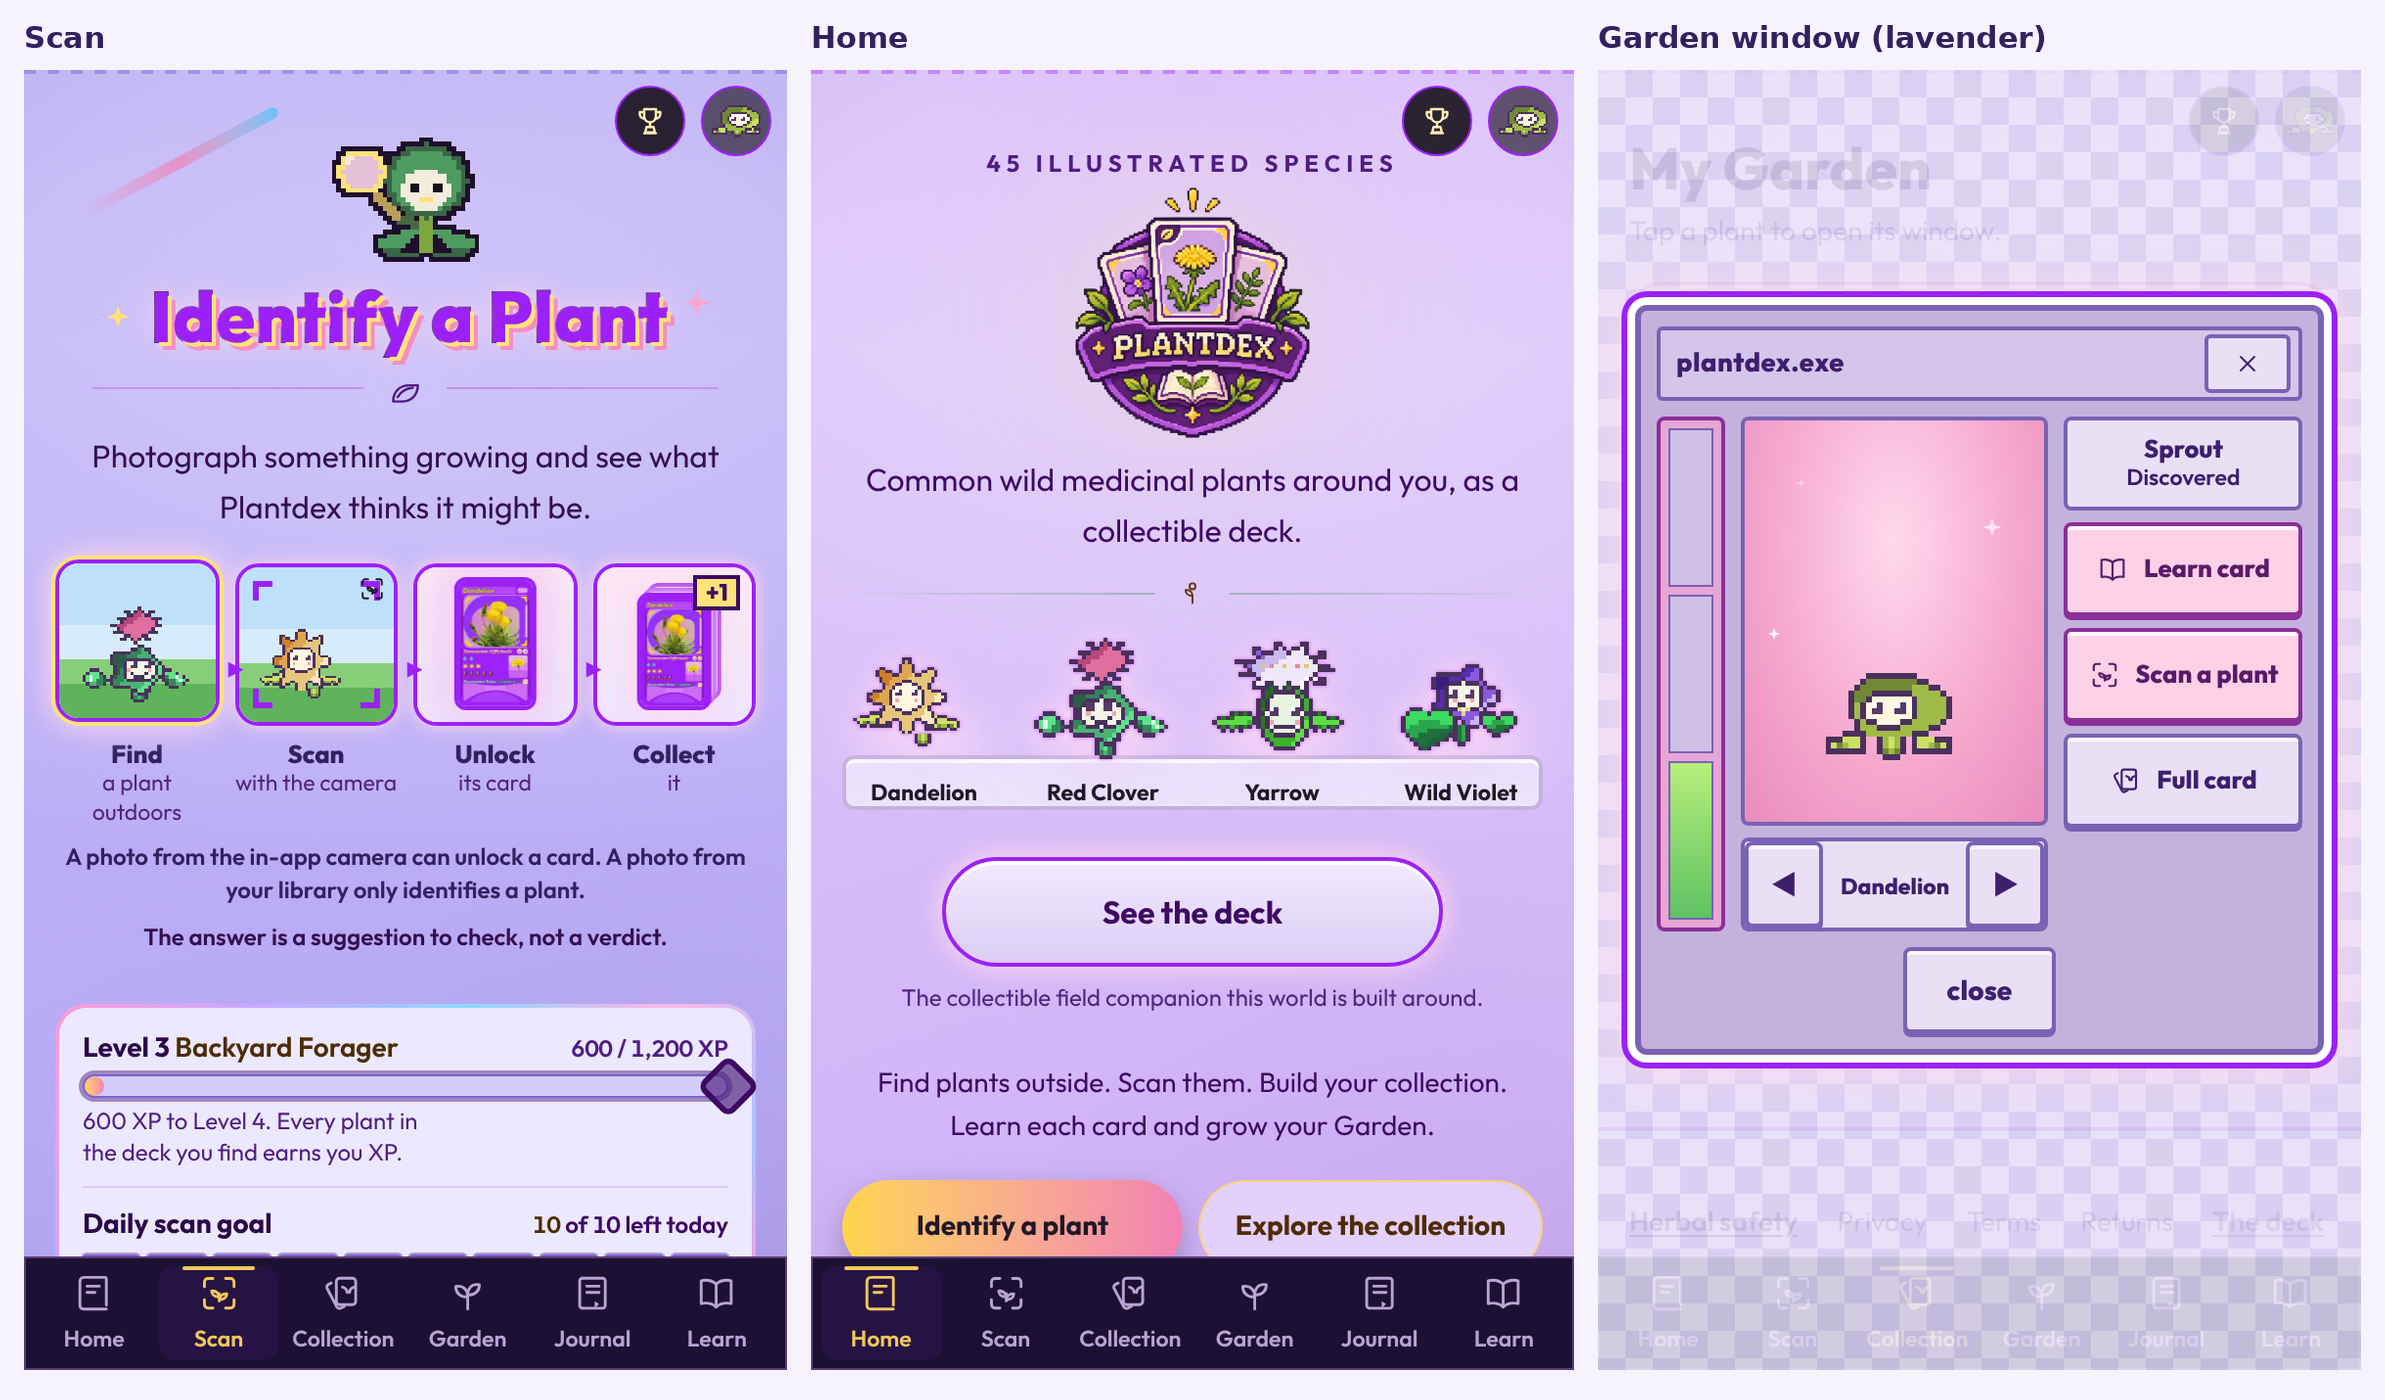 Scan
Identify a Plant
Photograph something growing and see what
Plantdex thinks it might be.
+1
Find
a plant
outdoors
Scan
with the camera
Unlock
its card
Collect
it
A photo from the in-app camera can unlock a card. A photo from
your library only identifies a plant.
The answer is a suggestion to check, not a verdict.
Level 3 Backyard Forager
600 / 1,200 XP
600 XP to Level 4. Every plant in
the deck you find earns you XP.
Daily scan goal
10 of 10 left today
Home
Scan
Collection
Garden
Journal
Learn
Home
45 ILLUSTRATED SPECIES
PLANTDEX
Common wild medicinal plants around you, as a
collectible deck.
Dandelion
Red Clover
Yarrow
Wild Violet
See the deck
The collectible field companion this world is built around.
Find plants outside. Scan them. Build your collection.
Learn each card and grow your Garden.
Identify a plant
Explore the collection
Home
Scan
Collection
Garden
Journal
Learn
Garden window (lavender)
My Garden
Tap a plant to open its window.
plantdex.exe
Sprout
Discovered
Learn card
Scan a plant
Full card
Dandelion
close
Herbal safety
Privacy
Terms
Returns
The deck
Home
Scan
Collection
Garden
Journal
Learn